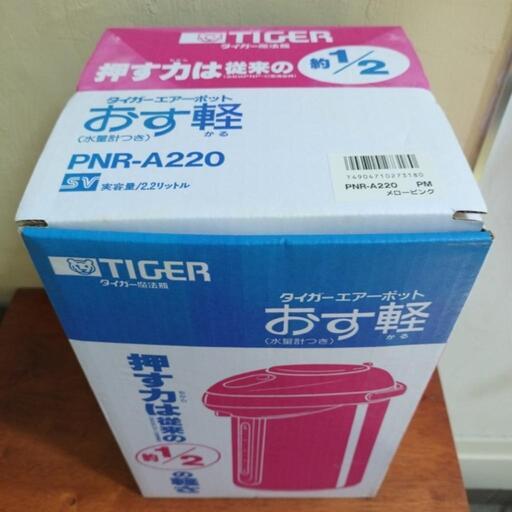 TIGER
タイガー魔法瓶
押す力は従来の
約1/2
タイガーエアーポット
おす軽
かる
(水量計つき)
PNR-A220
SV 実容量/2.2リットル
T4904710273180
PNR-A220 PM
メローピンク
TIGER
タイガー魔法瓶
タイガーエアーポット
おす軽
かる
(水量計つき)
押す力は従来の
約1/2
の軽さ